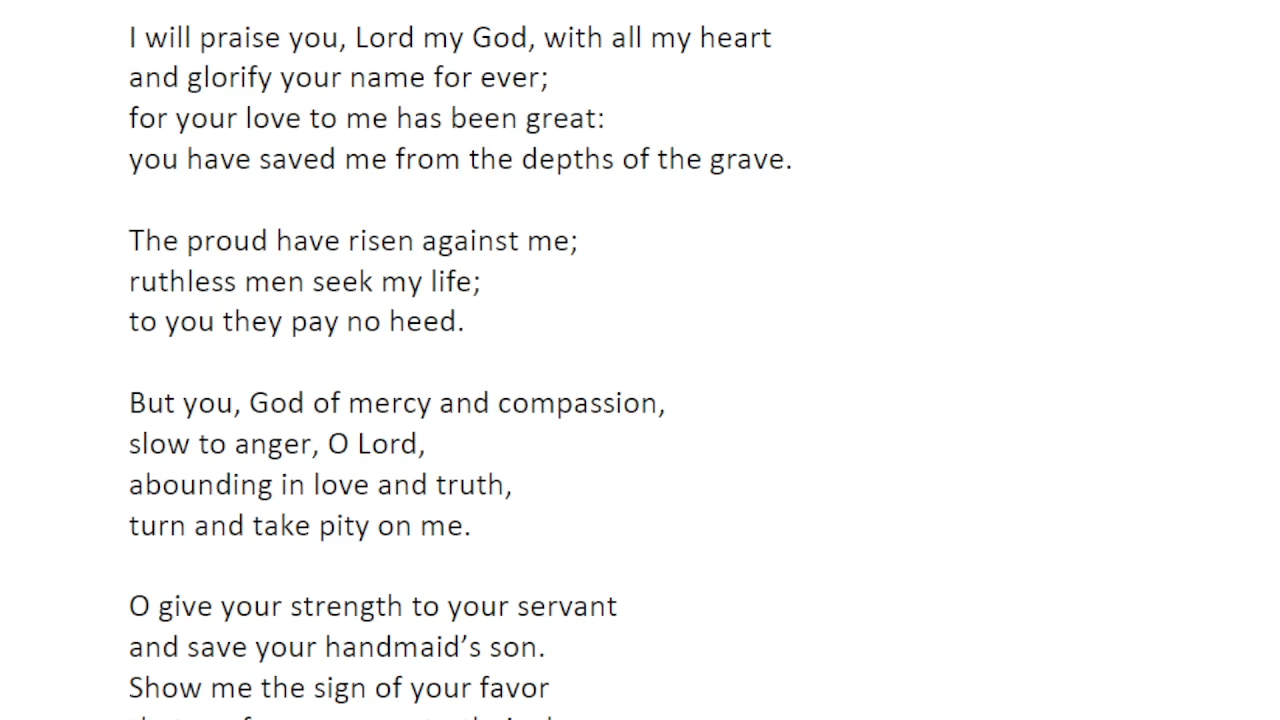 I will praise you, Lord my God, with all my heart
and glorify your name for ever;
for your love to me has been great:
you have saved me from the depths of the grave.
The proud have risen against me;
ruthless men seek my life;
to you they pay no heed.
But you, God of mercy and compassion,
slow to anger, O Lord,
abounding in love and truth,
turn and take pity on me.
O give your strength to your servant
and save your handmaid’s son.
Show me the sign of your favor